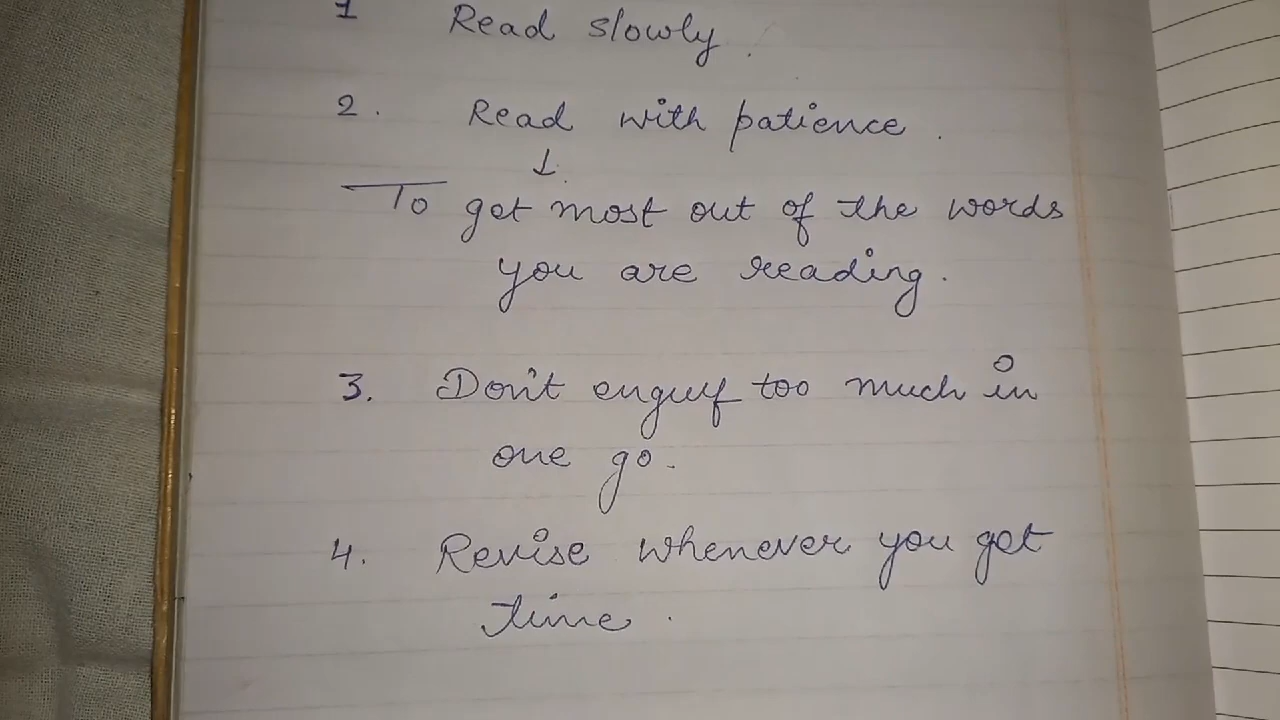 1 Read slowly.
2. Read with patience.
↓
To get most out of the words
you are reading.
3. Don't enguf too much in
one go.
4. Revise whenever you get
time.